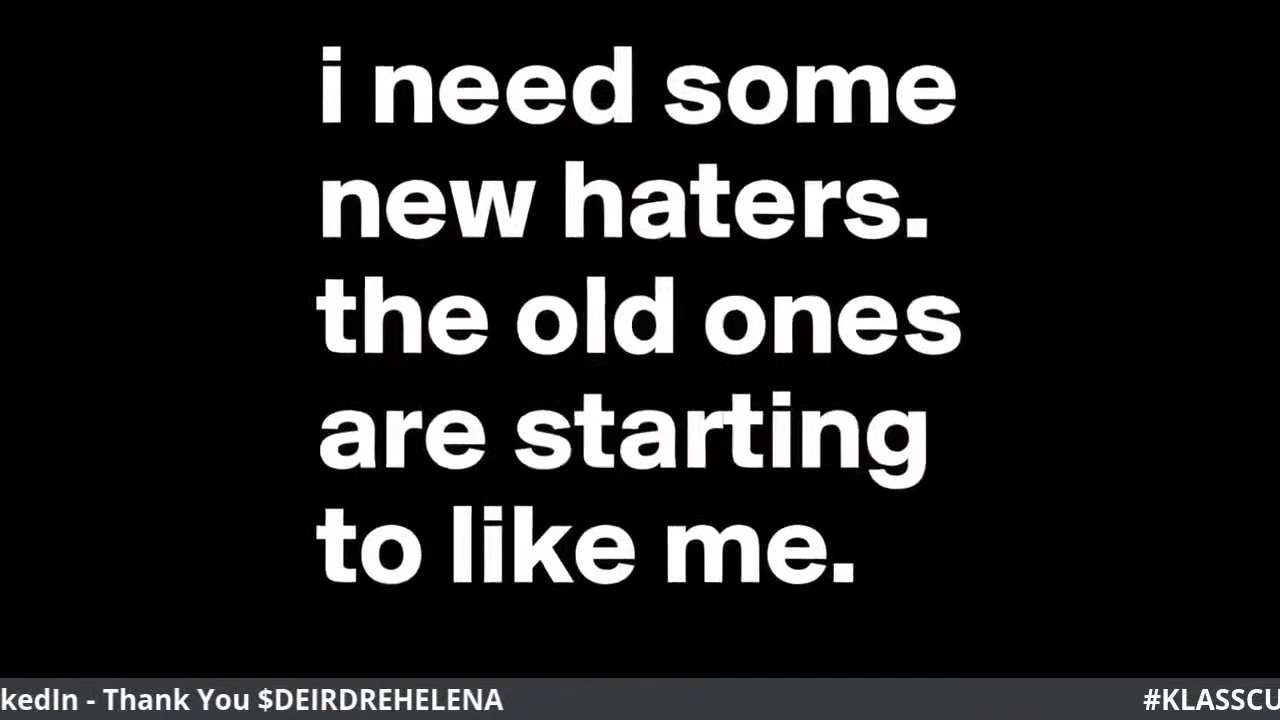 i need some
new haters.
the old ones
are starting
to like me.
kedIn - Thank You $DEIRDREHELENA
#KLASSCU